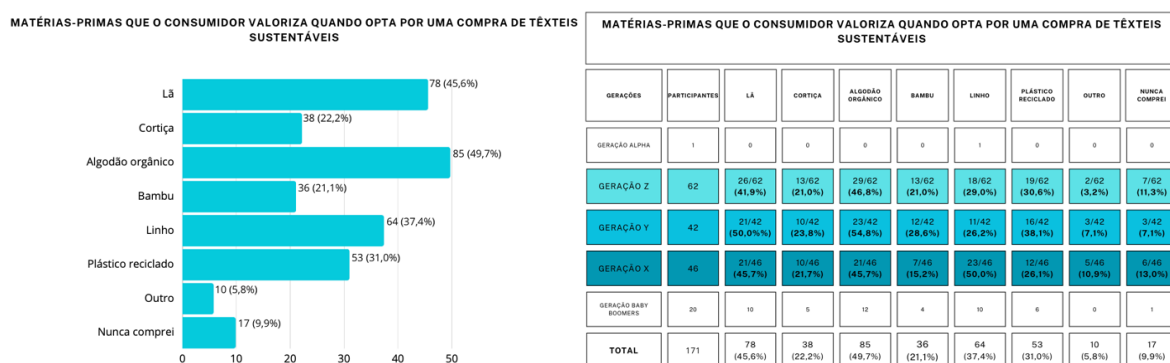 MATÉRIAS-PRIMAS QUE O CONSUMIDOR VALORIZA QUANDO OPTA POR UMA COMPRA DE TÊXTEIS
SUSTENTÁVEIS
Lã 78 (45,6%)
Cortiça 38 (22,2%)
Algodão orgânico 85 (49,7%)
Bambu 36 (21,1%)
Linho 64 (37,4%)
Plástico reciclado 53 (31,0%)
Outro 10 (5,8%)
Nunca comprei 17 (9,9%)
0 10 20 30 40 50
MATÉRIAS-PRIMAS QUE O CONSUMIDOR VALORIZA QUANDO OPTA POR UMA COMPRA DE TÊXTEIS
SUSTENTÁVEIS
GERAÇÕES PARTICIPANTES LÃ CORTIÇA ALGODÃO ORGÂNICO BAMBU LINHO PLÁSTICO RECICLADO OUTRO NUNCA COMPREI
GERAÇÃO ALPHA 1 0 0 0 0 1 0 0 0
GERAÇÃO Z 62 26/62 (41,9%) 13/62 (21,0%) 29/62 (46,8%) 13/62 (21,0%) 18/62 (29,0%) 19/62 (30,6%) 2/62 (3,2%) 7/62 (11,3%)
GERAÇÃO Y 42 21/42 (50,0%%) 10/42 (23,8%) 23/42 (54,8%) 12/42 (28,6%) 11/42 (26,2%) 16/42 (38,1%) 3/42 (7,1%) 3/42 (7,1%)
GERAÇÃO X 46 21/46 (45,7%) 10/46 (21,7%) 21/46 (45,7%) 7/46 (15,2%) 23/46 (50,0%) 12/46 (26,1%) 5/46 (10,9%) 6/46 (13,0%)
GERAÇÃO BABY BOOMERS 20 10 5 12 4 10 6 0 1
TOTAL 171 78 (45,6%) 38 (22,2%) 85 (49,7%) 36 (21,1%) 64 (37,4%) 53 (31,0%) 10 (5,8%) 17 (9,9%)